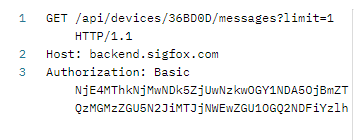 1 GET /api/devices/36BD0D/messages?limit=1
HTTP/1.1
2 Host: backend.sigfox.com
3 Authorization: Basic
NjE4MThkNjMwNDk5ZjUwNzkwOGY1NDA5OjBmZT
QzMGMzZGU5N2JiMTJjNWEwZGU1OGQ2NDFiYzlh